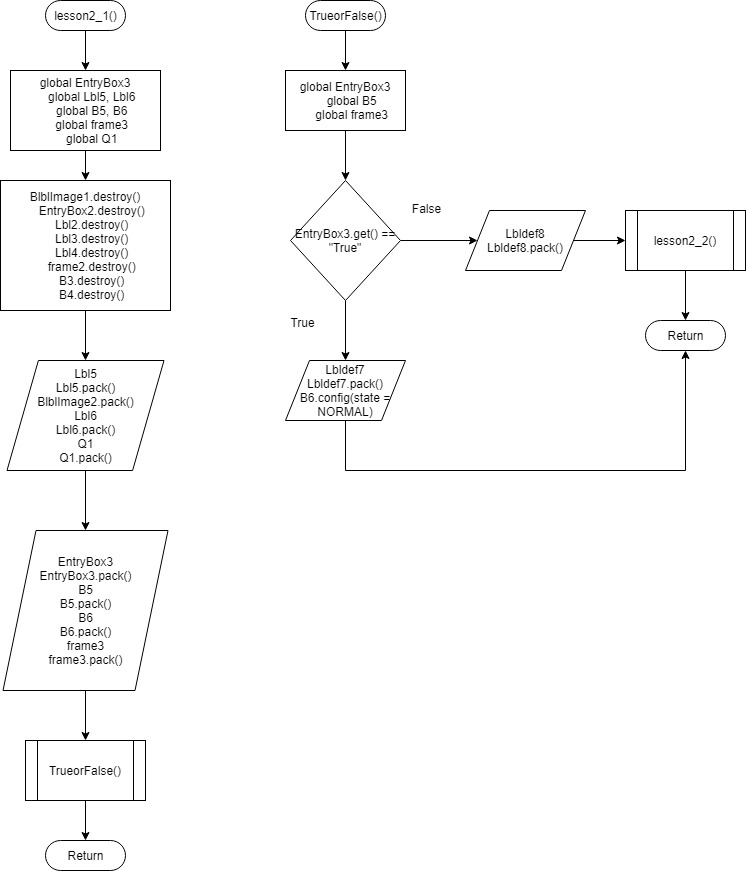 lesson2_1()
global EntryBox3
global Lbl5, Lbl6
global B5, B6
global frame3
global Q1
BlblImage1.destroy()
EntryBox2.destroy()
Lbl2.destroy()
Lbl3.destroy()
Lbl4.destroy()
frame2.destroy()
B3.destroy()
B4.destroy()
Lbl5
Lbl5.pack()
BlblImage2.pack()
Lbl6
Lbl6.pack()
Q1
Q1.pack()
EntryBox3
EntryBox3.pack()
B5
B5.pack()
B6
B6.pack()
frame3
frame3.pack()
TrueorFalse()
Return
TrueorFalse()
global EntryBox3
global B5
global frame3
EntryBox3.get() ==
"True"
False
Lbldef8
Lbldef8.pack()
lesson2_2()
Return
True
Lbldef7
Lbldef7.pack()
B6.config(state =
NORMAL)